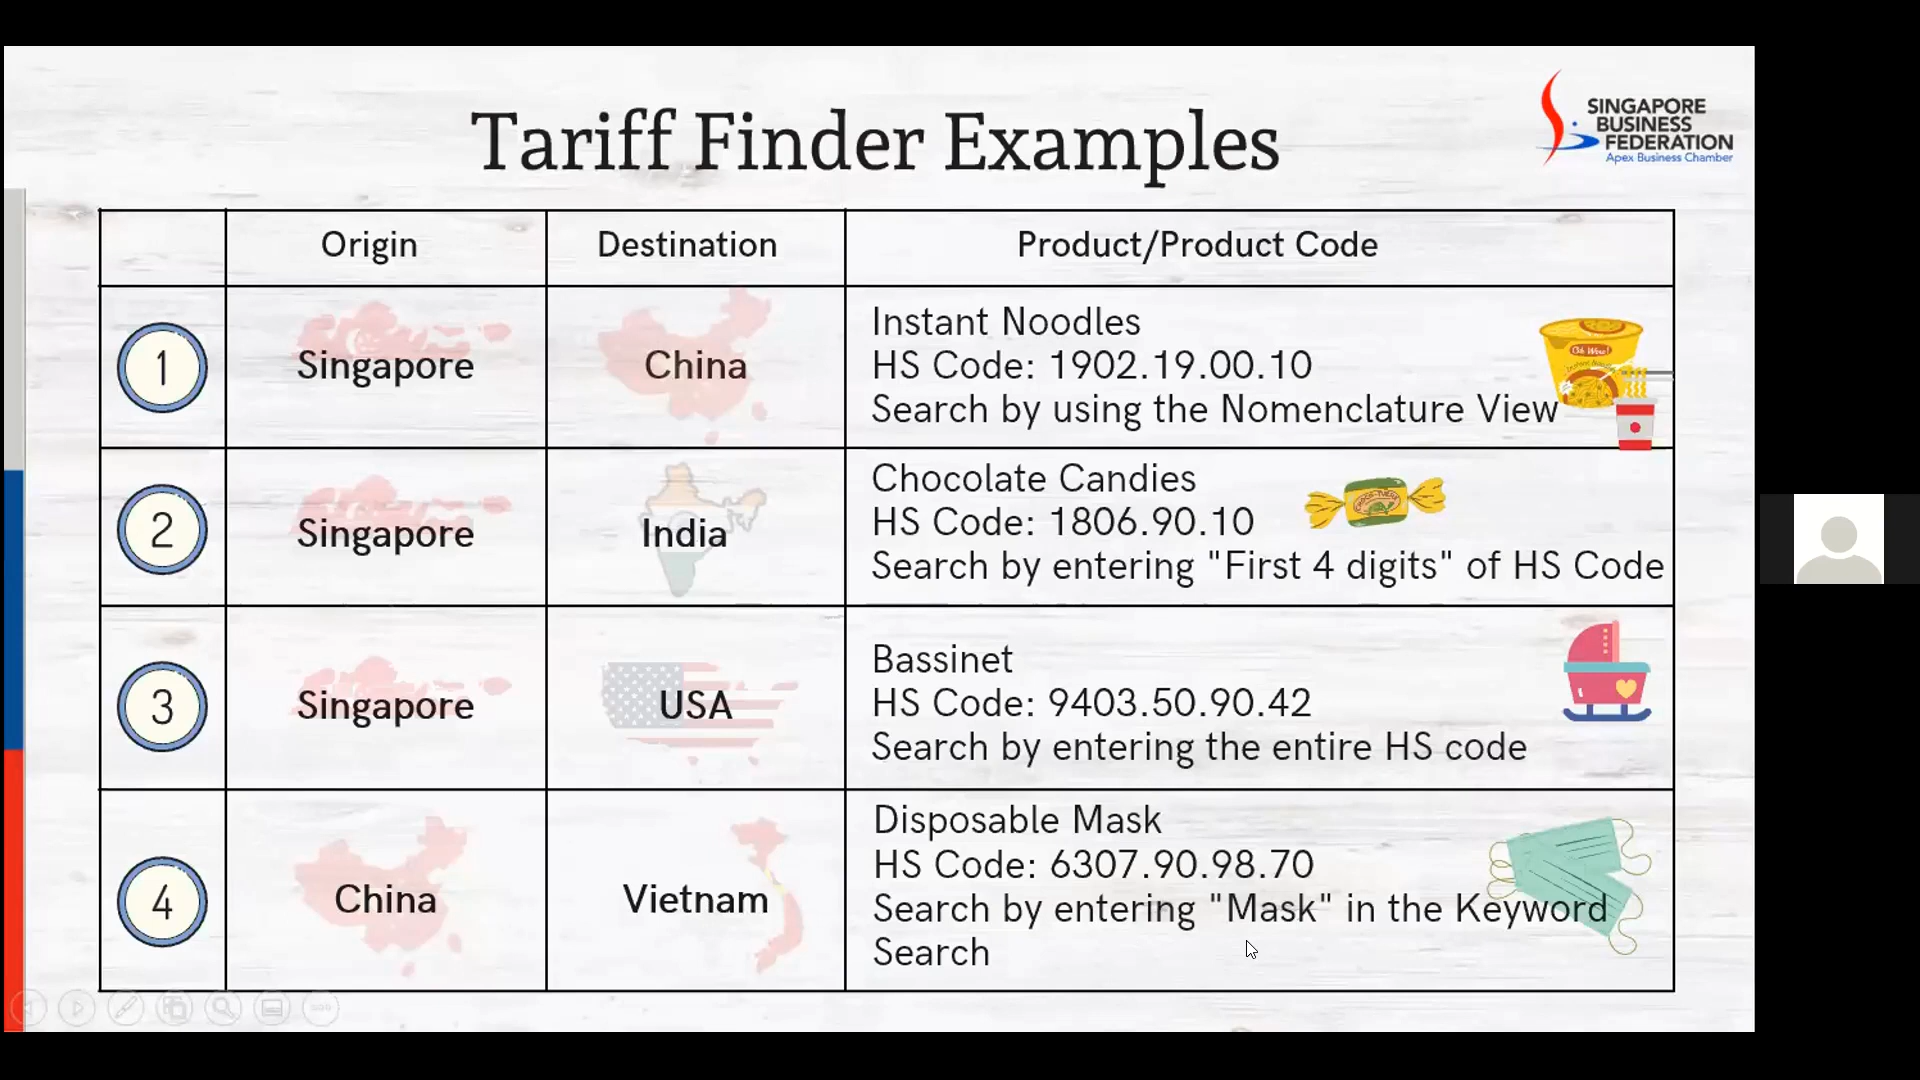 Tariff Finder Examples
SINGAPORE
BUSINESS
FEDERATION
Apex Business Chamber
Origin
Destination
Product/Product Code
1
Singapore
China
Instant Noodles
HS Code: 1902.19.00.10
Search by using the Nomenclature View
Oh Wow!
2
Singapore
India
Chocolate Candies
HS Code: 1806.90.10
Search by entering "First 4 digits" of HS Code
3
Singapore
USA
Bassinet
HS Code: 9403.50.90.42
Search by entering the entire HS code
4
China
Vietnam
Disposable Mask
HS Code: 6307.90.98.70
Search by entering "Mask" in the Keyword
Search